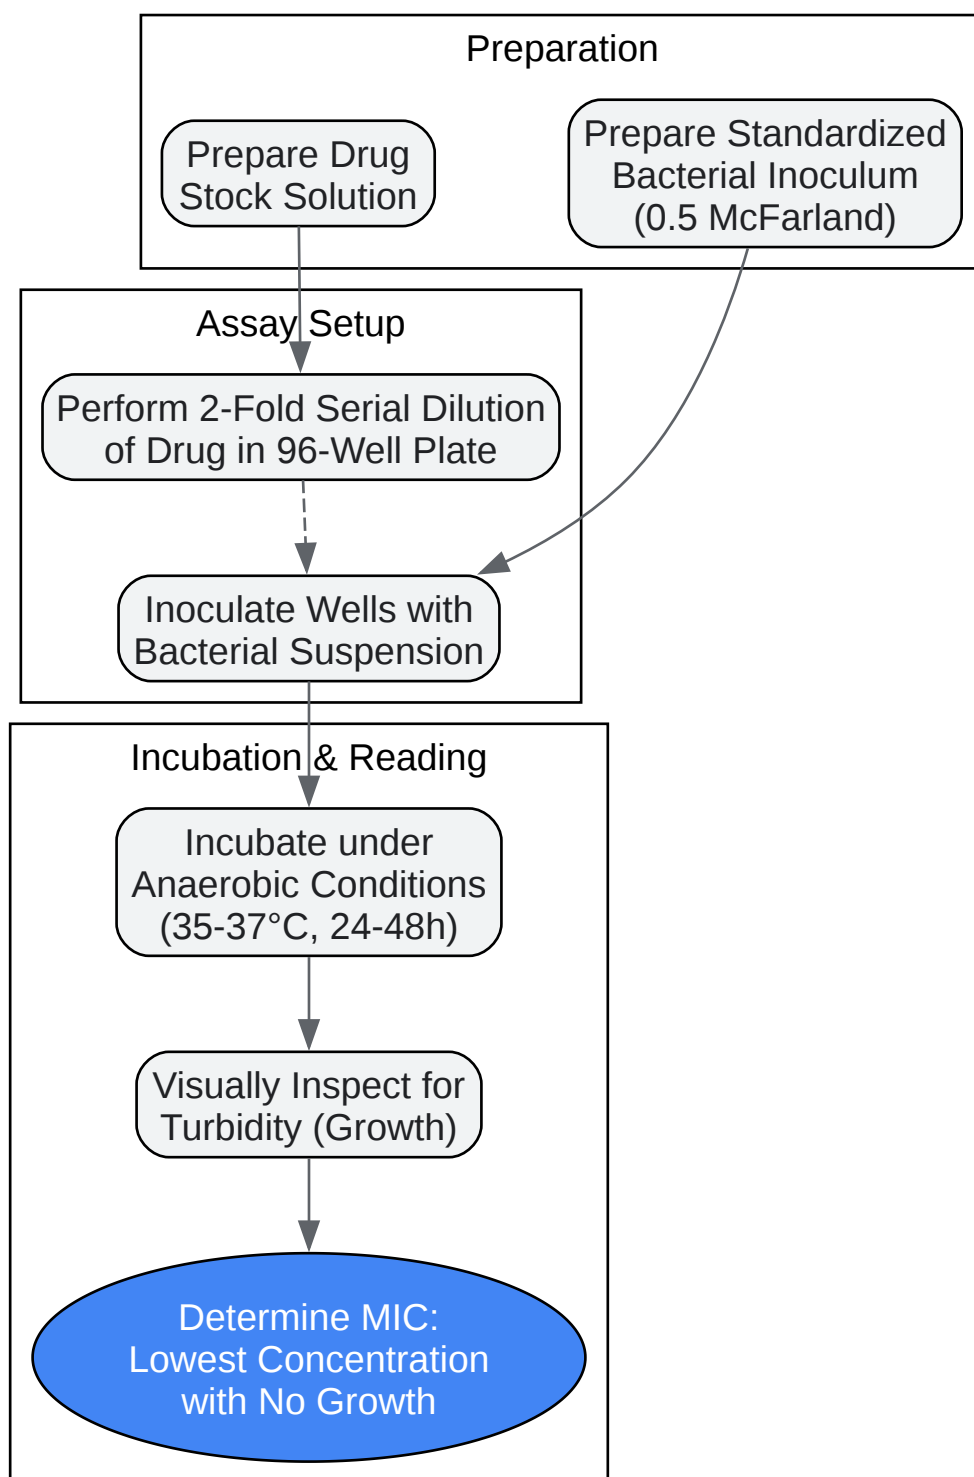 Preparation
Prepare Drug
Stock Solution
Prepare Standardized
Bacterial Inoculum
(0.5 McFarland)
Assay Setup
Perform 2-Fold Serial Dilution
of Drug in 96-Well Plate
Inoculate Wells with
Bacterial Suspension
Incubation & Reading
Incubate under
Anaerobic Conditions
(35-37°C, 24-48h)
Visually Inspect for
Turbidity (Growth)
Determine MIC:
Lowest Concentration
with No Growth